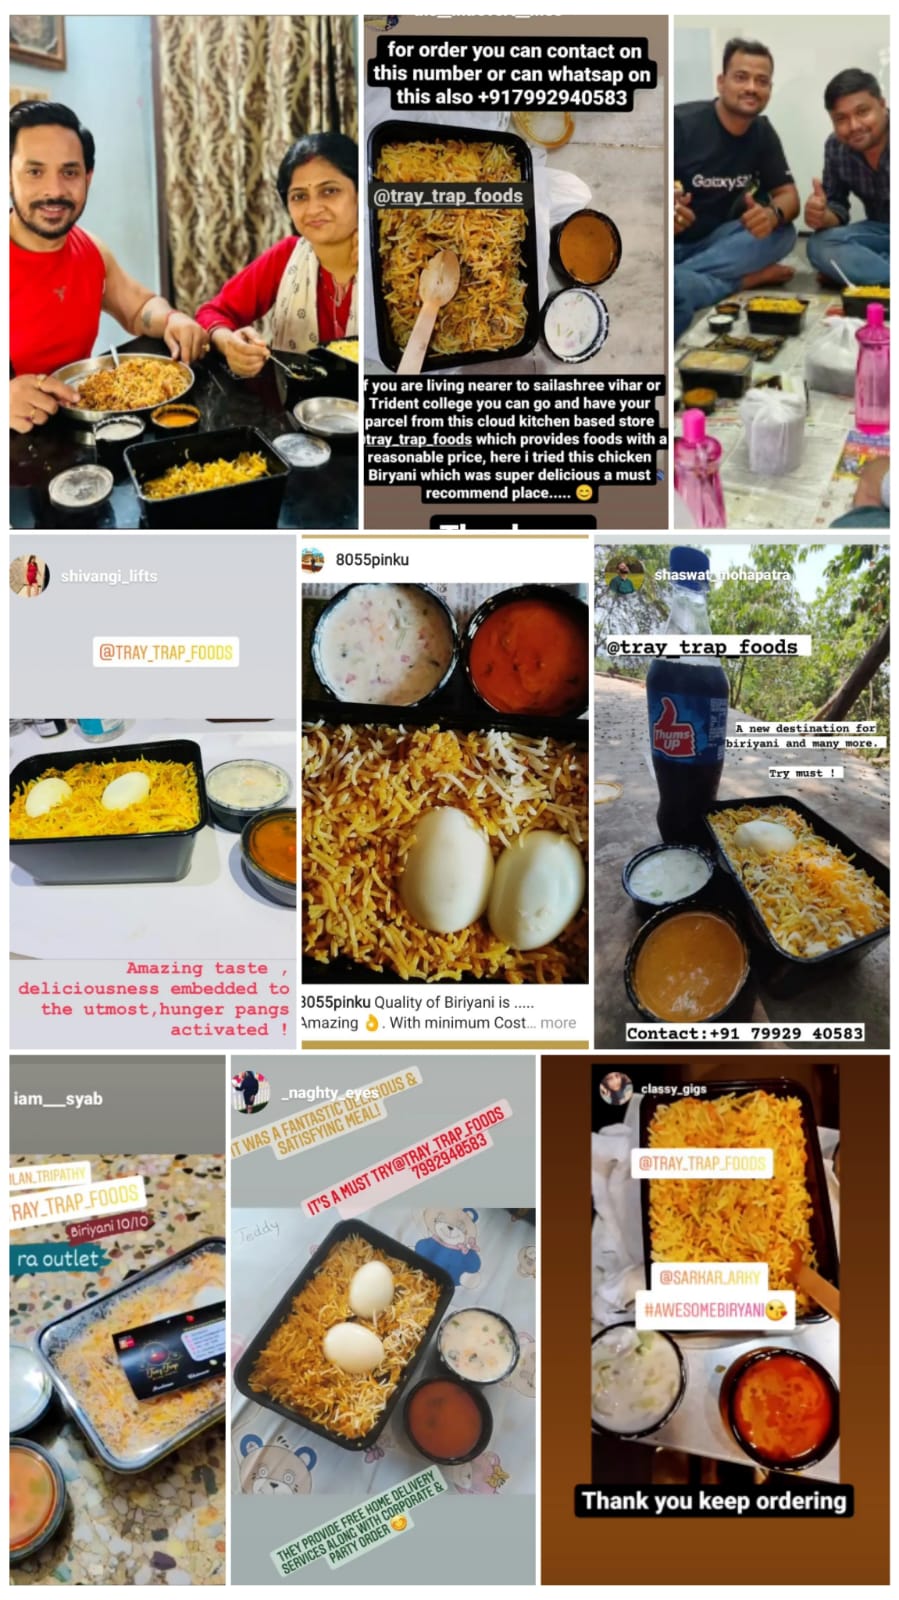 for order you can contact on
this number or can whatsap on
this also +917992940583
@tray_trap_foods
f you are living nearer to sailashree vihar or
Trident college you can go and have your
parcel from this cloud kitchen based store
tray_trap_foods which provides foods with a
reasonable price, here i tried this chicken
Biryani which was super delicious a must
recommend place..... 😊
shivangi_lifts
@TRAY_TRAP_FOODS
Amazing taste ,
deliciousness embedded to
the utmost,hunger pangs
activated !
8055pinku
8055pinku Quality of Biriyani is .....
Amazing 👌. With minimum Cost... more
shaswat_mohapatra
@tray_trap_foods
Thums
UP
A new destination for
biriyani and many more.
Try must !
Contact:+91 79929 40583
iam___syab
LAN_TRIPATHY
RAY_TRAP_FOODS
Biriyani 10/10
ra outlet
Tray Trap
_naghty_eyes
IT WAS A FANTASTIC DELICIOUS &
SATISFYING MEAL!
IT'S A MUST TRY@TRAY_TRAP_FOODS
7992940583
Teddy
THEY PROVIDE FREE HOME DELIVERY
SERVICES ALONG WITH CORPORATE &
PARTY ORDER 😊
classy_gigs
@TRAY_TRAP_FOODS
@SARKAR_ARKY
#AWESOMEBIRYANI😘
Thank you keep ordering